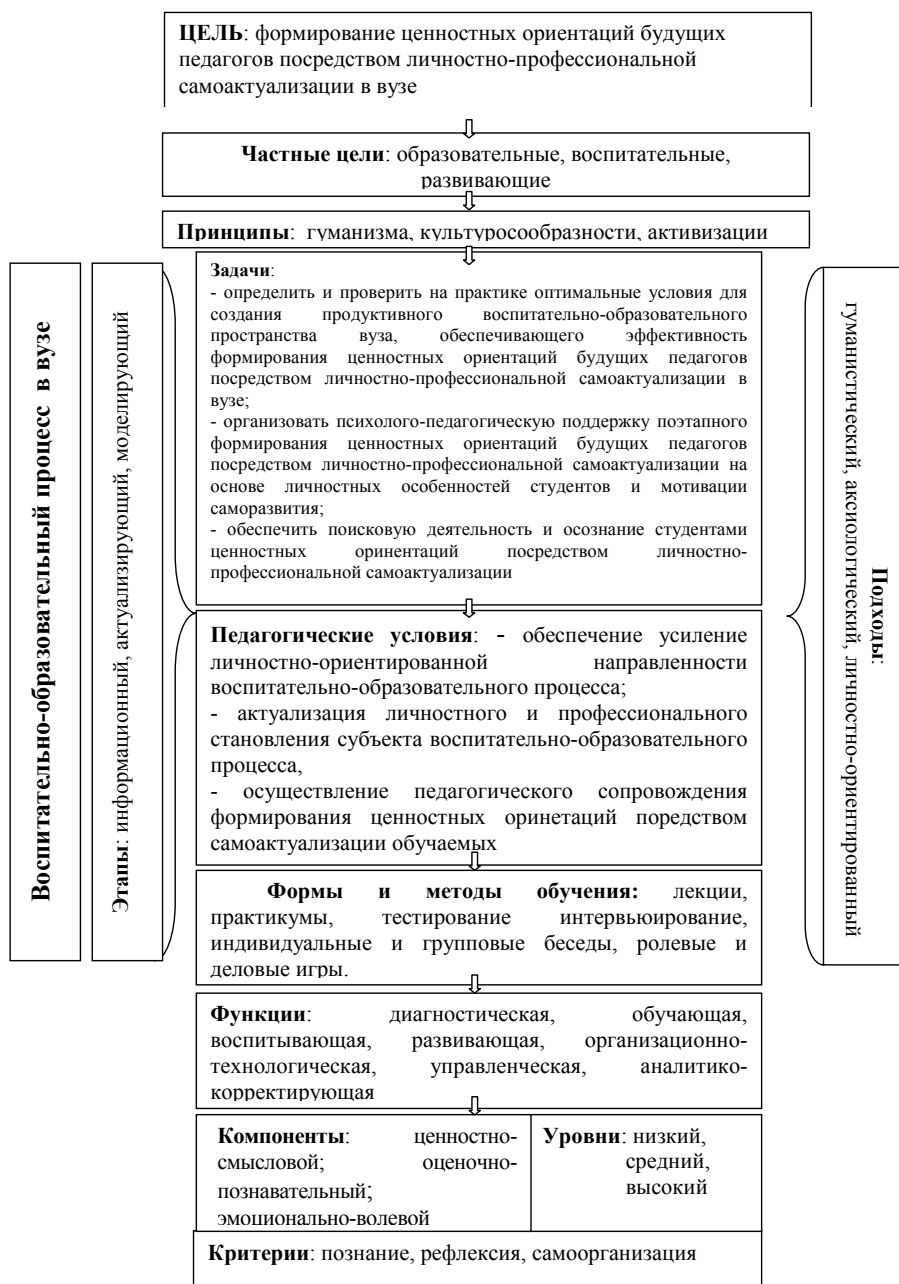 ЦЕЛЬ: формирование ценностных ориентаций будущих
педагогов посредством личностно-профессиональной
самоактуализации в вузе
Частные цели: образовательные, воспитательные,
развивающие
Принципы: гуманизма, культуросообразности, активизации
Воспитательно-образовательный процесс в вузе
Этапы: информационный, актуализирующий, моделирующий
Задачи:
- определить и проверить на практике оптимальные условия для
создания продуктивного воспитательно-образовательного
пространства вуза, обеспечивающего эффективность
формирования ценностных ориентаций будущих педагогов
посредством личностно-профессиональной самоактуализации в
вузе;
- организовать психолого-педагогическую поддержку поэтапного
формирования ценностных ориентаций будущих педагогов
посредством личностно-профессиональной самоактуализации на
основе личностных особенностей студентов и мотивации
саморазвития;
- обеспечить поисковую деятельность и осознание студентами
ценностных оринентаций посредством личностно-
профессиональной самоактуализации
Подходы:
гуманистический, аксиологический, личностно-ориентированный
Педагогические условия: - обеспечение усиление
личностно-ориентированной направленности
воспитательно-образовательного процесса;
- актуализация личностного и профессионального
становления субъекта воспитательно-образовательного
процесса,
- осуществление педагогического сопровождения
формирования ценностных оринетаций поредством
самоактуализации обучаемых
Формы и методы обучения: лекции,
практикумы, тестирование интервьюирование,
индивидуальные и групповые беседы, ролевые и
деловые игры.
Функции: диагностическая, обучающая,
воспитывающая, развивающая, организационно-
технологическая, управленческая, аналитико-
корректирующая
Компоненты: ценностно-
смысловой; оценочно-
познавательный;
эмоционально-волевой
Уровни: низкий,
средний,
высокий
Критерии: познание, рефлексия, самоорганизация